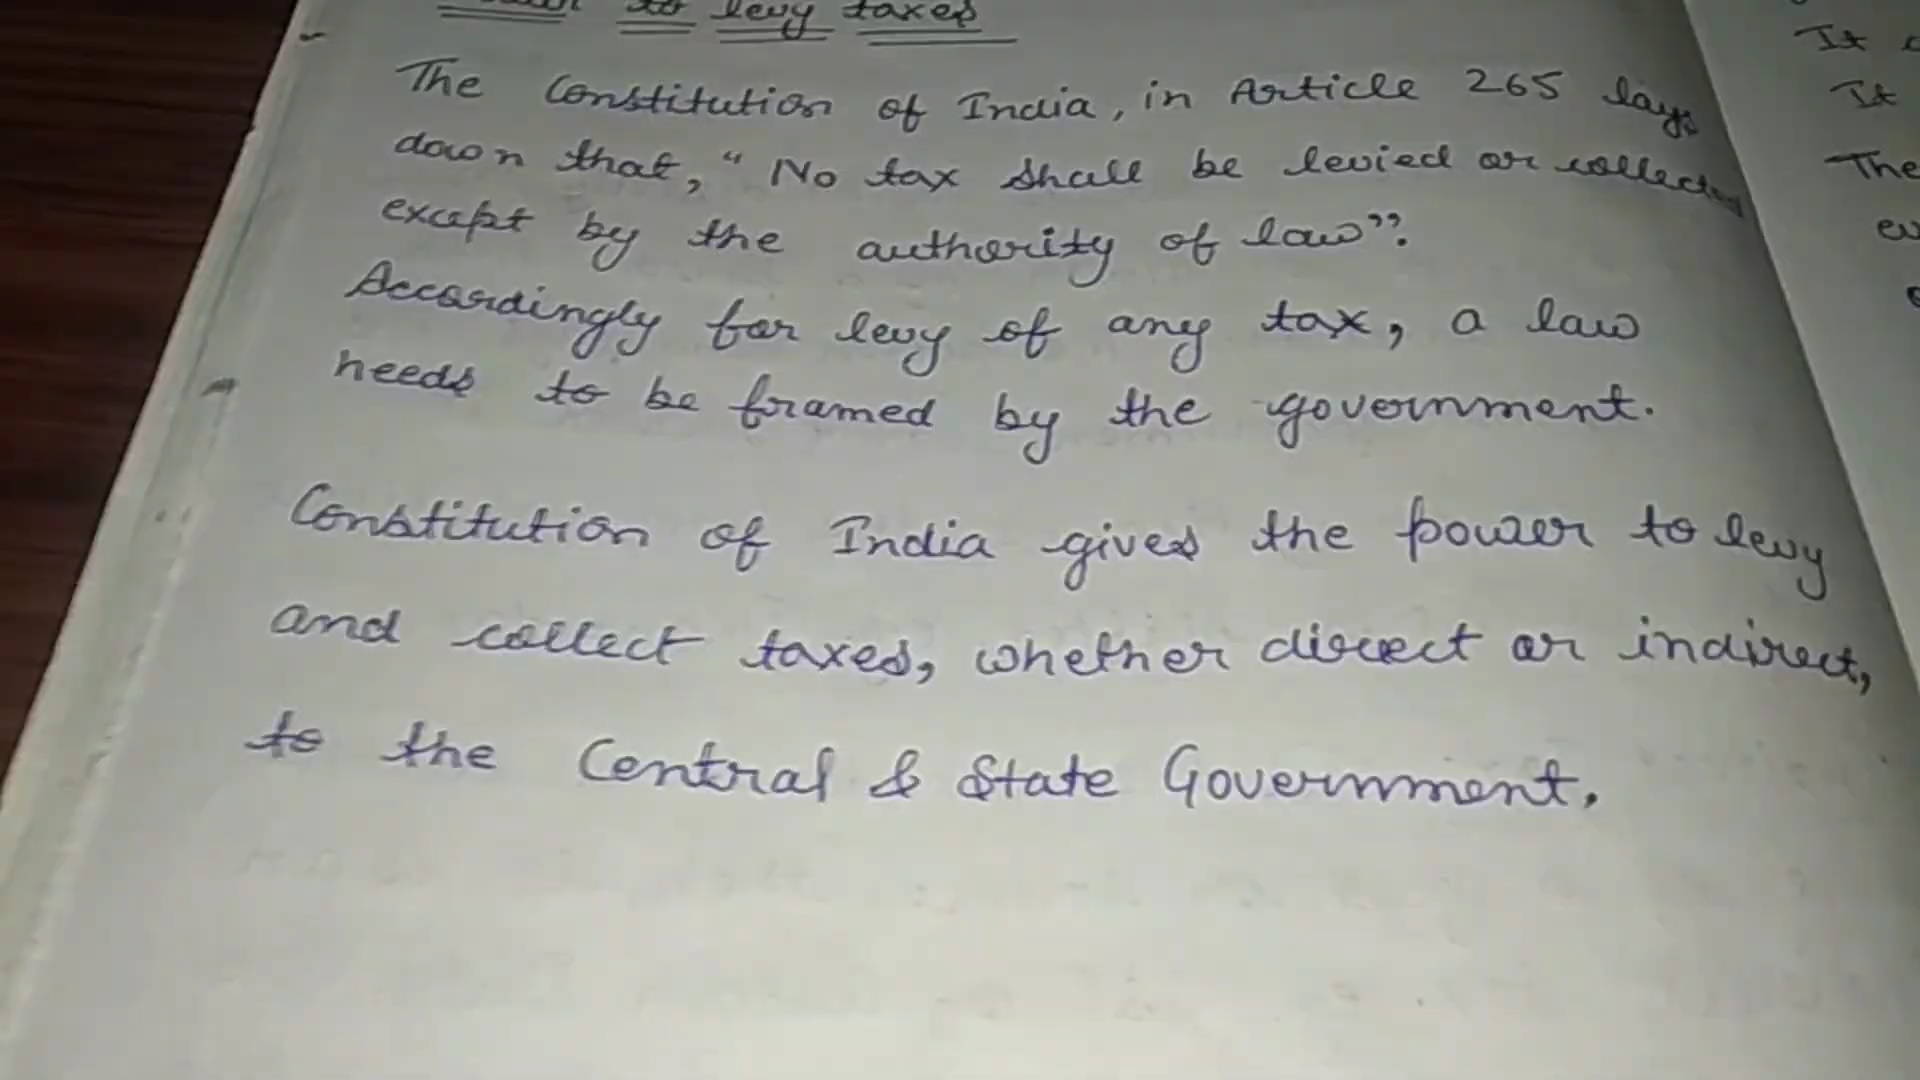 to levy taxes
The Constitution of India, in Article 265 lays
down that, "No tax shall be levied or collected
except by the authority of law".
Accordingly for levy of any tax, a law
needs to be framed by the government.
Constitution of India gives the power to levy
and collect taxes, whether direct or indirect,
to the Central & State Government.
It
It
The